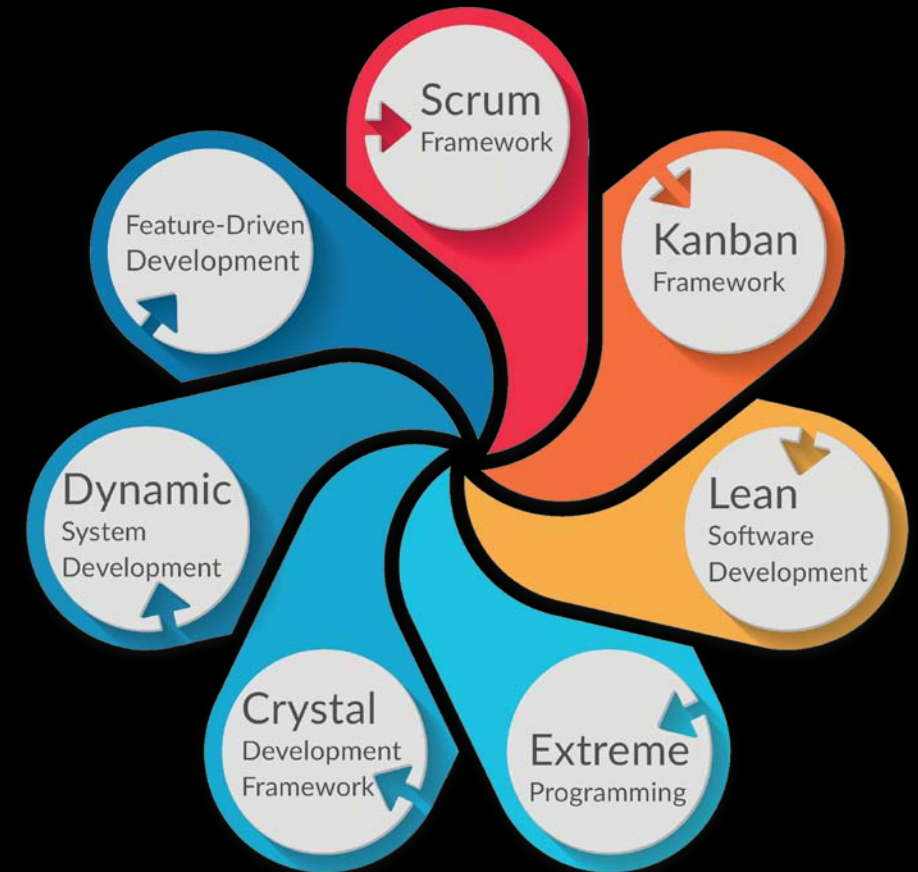 Scrum
Framework
Kanban
Framework
Lean
Software
Development
Extreme
Programming
Crystal
Development
Framework
Dynamic
System
Development
Feature-Driven
Development